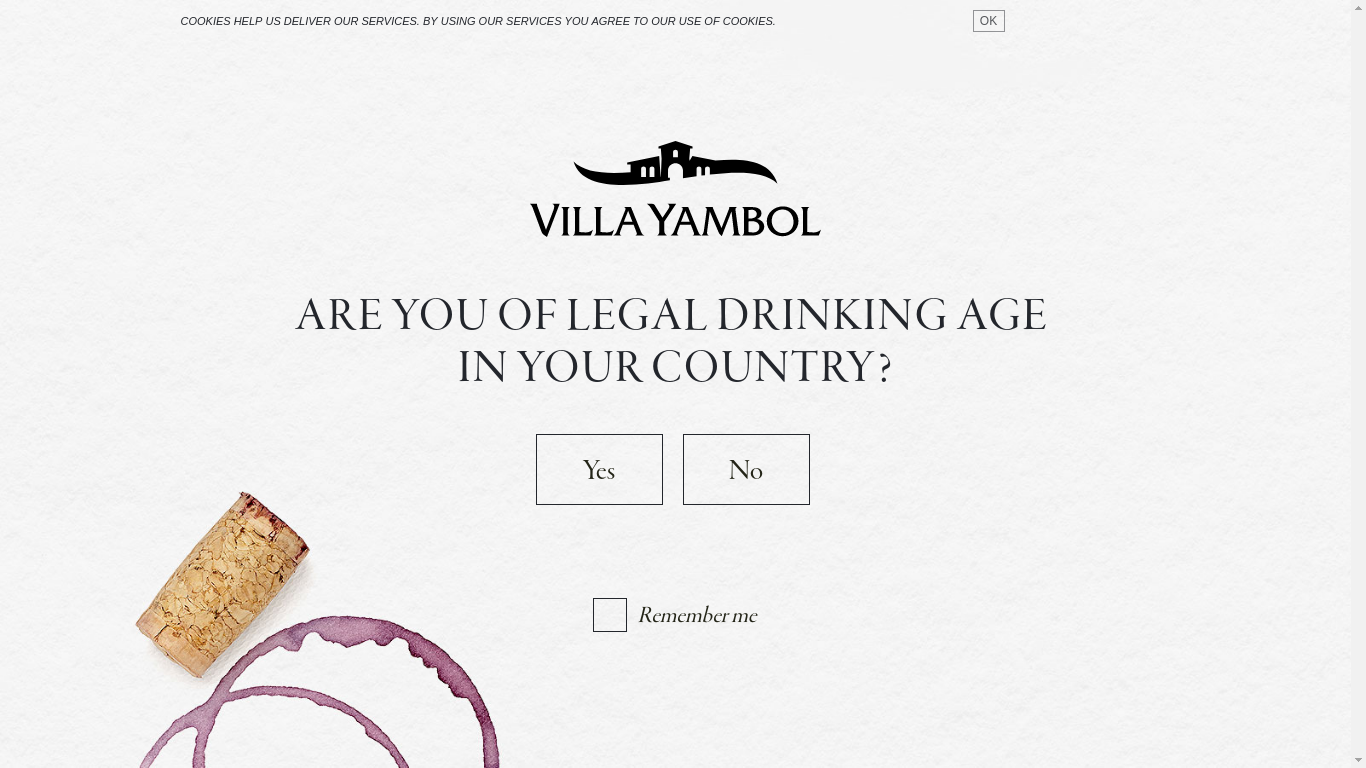 COOKIES HELP US DELIVER OUR SERVICES. BY USING OUR SERVICES YOU AGREE TO OUR USE OF COOKIES.
OK
VILLA YAMBOL
ARE YOU OF LEGAL DRINKING AGE
IN YOUR COUNTRY?
Yes
No
Remember me